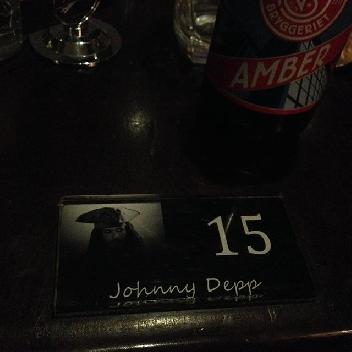 BRYGGERIET
AMBER
15
Johnny Depp